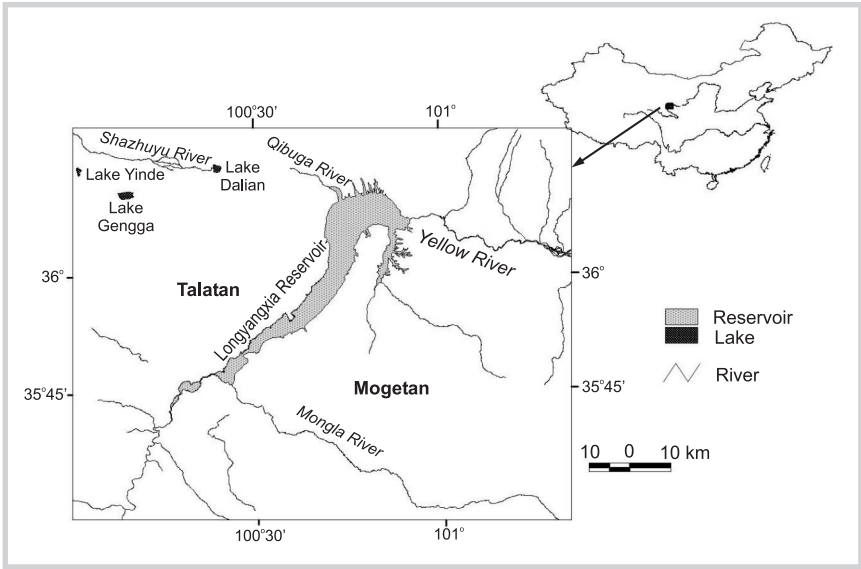 100°30'
101°
Shazhuyu River
Qibuga River
Lake Yinde
Lake
Dalian
Lake
Gengga
Yellow River
36°
36°
Talatan
Longyangxia Reservoir
Reservoir
Lake
River
Mogetan
35°45'
35°45'
Mongla River
10 0 10 km
100°30'
101°